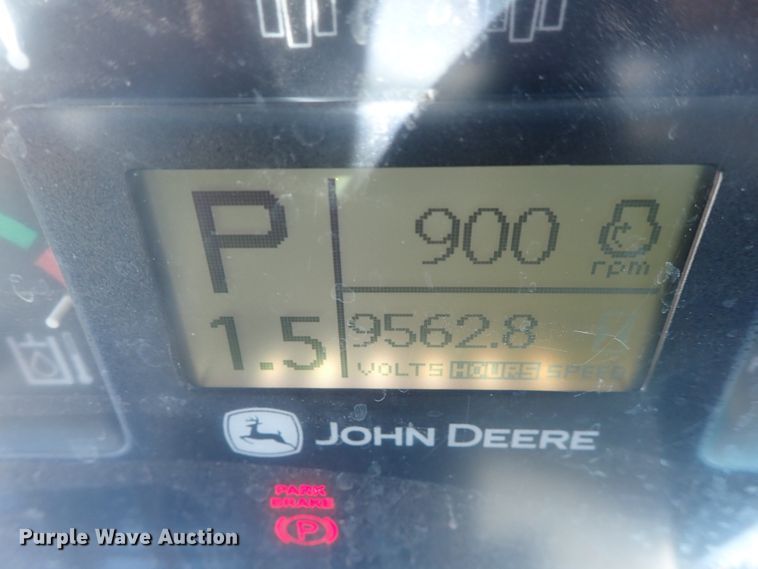 P
900
rpm
1.5
9562.8
VOLTS HOURS SPEED
JOHN DEERE
PARK
BRAKE
P
Purple Wave Auction